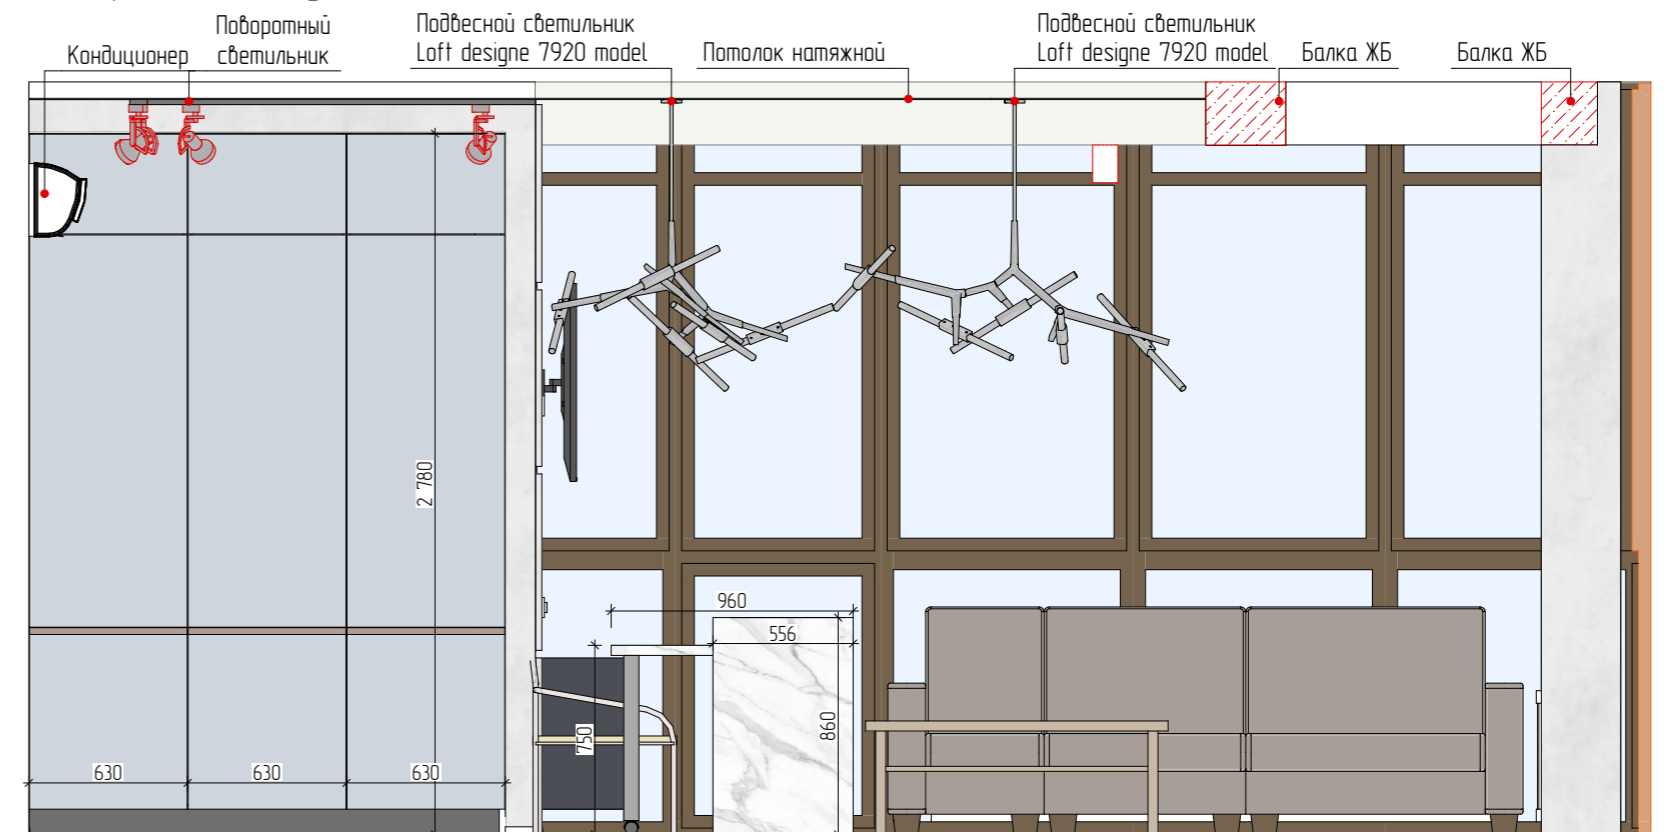 Поворотный
светильник
Кондиционер
Подвесной светильник
Loft designe 7920 model
Потолок натяжной
Подвесной светильник
Loft designe 7920 model
Балка ЖБ
Балка ЖБ
2 780
960
556
750
860
630
630
630